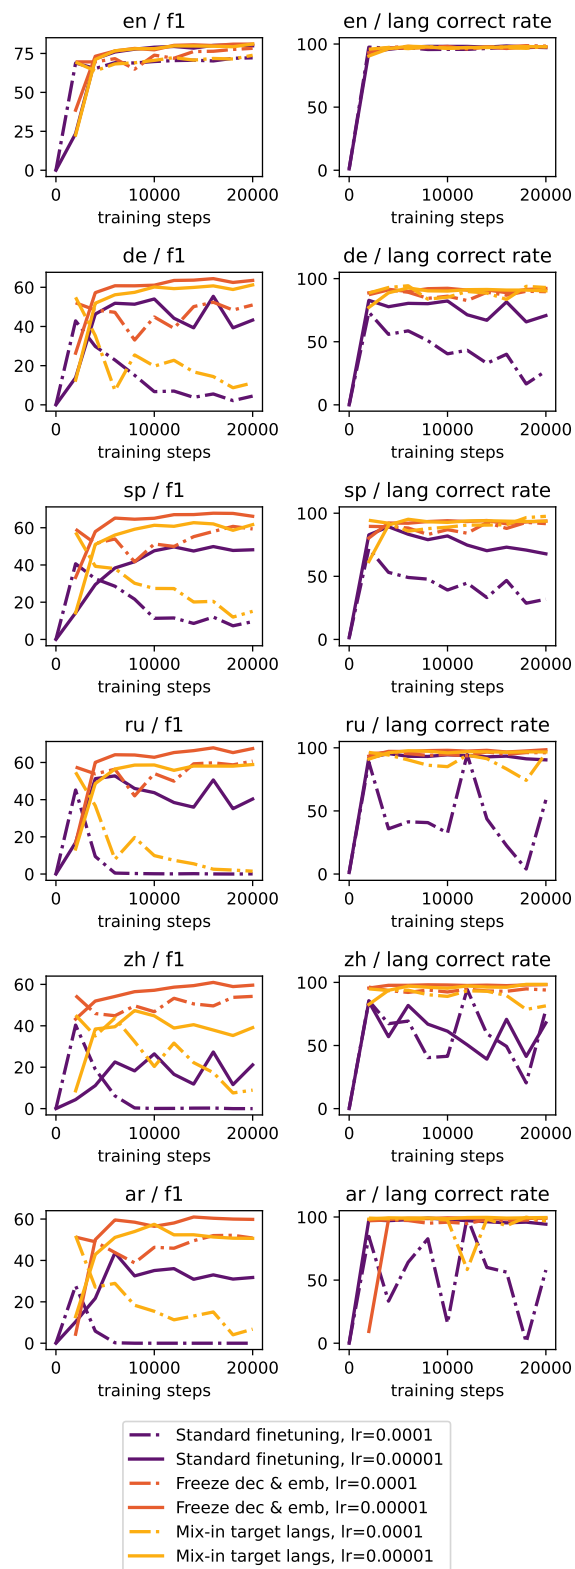 en / f1
en / lang correct rate
75
50
25
0
100
50
0
0 10000 20000
0 10000 20000
training steps
training steps
de / f1
de / lang correct rate
60
40
20
0
100
50
0
0 10000 20000
0 10000 20000
training steps
training steps
sp / f1
sp / lang correct rate
60
40
20
0
100
50
0
0 10000 20000
0 10000 20000
training steps
training steps
ru / f1
ru / lang correct rate
60
40
20
0
100
50
0
0 10000 20000
0 10000 20000
training steps
training steps
zh / f1
zh / lang correct rate
60
40
20
0
100
50
0
0 10000 20000
0 10000 20000
training steps
training steps
ar / f1
ar / lang correct rate
60
40
20
0
100
50
0
0 10000 20000
0 10000 20000
training steps
training steps
Standard finetuning, lr=0.0001
Standard finetuning, lr=0.00001
Freeze dec & emb, lr=0.0001
Freeze dec & emb, lr=0.00001
Mix-in target langs, lr=0.0001
Mix-in target langs, lr=0.00001